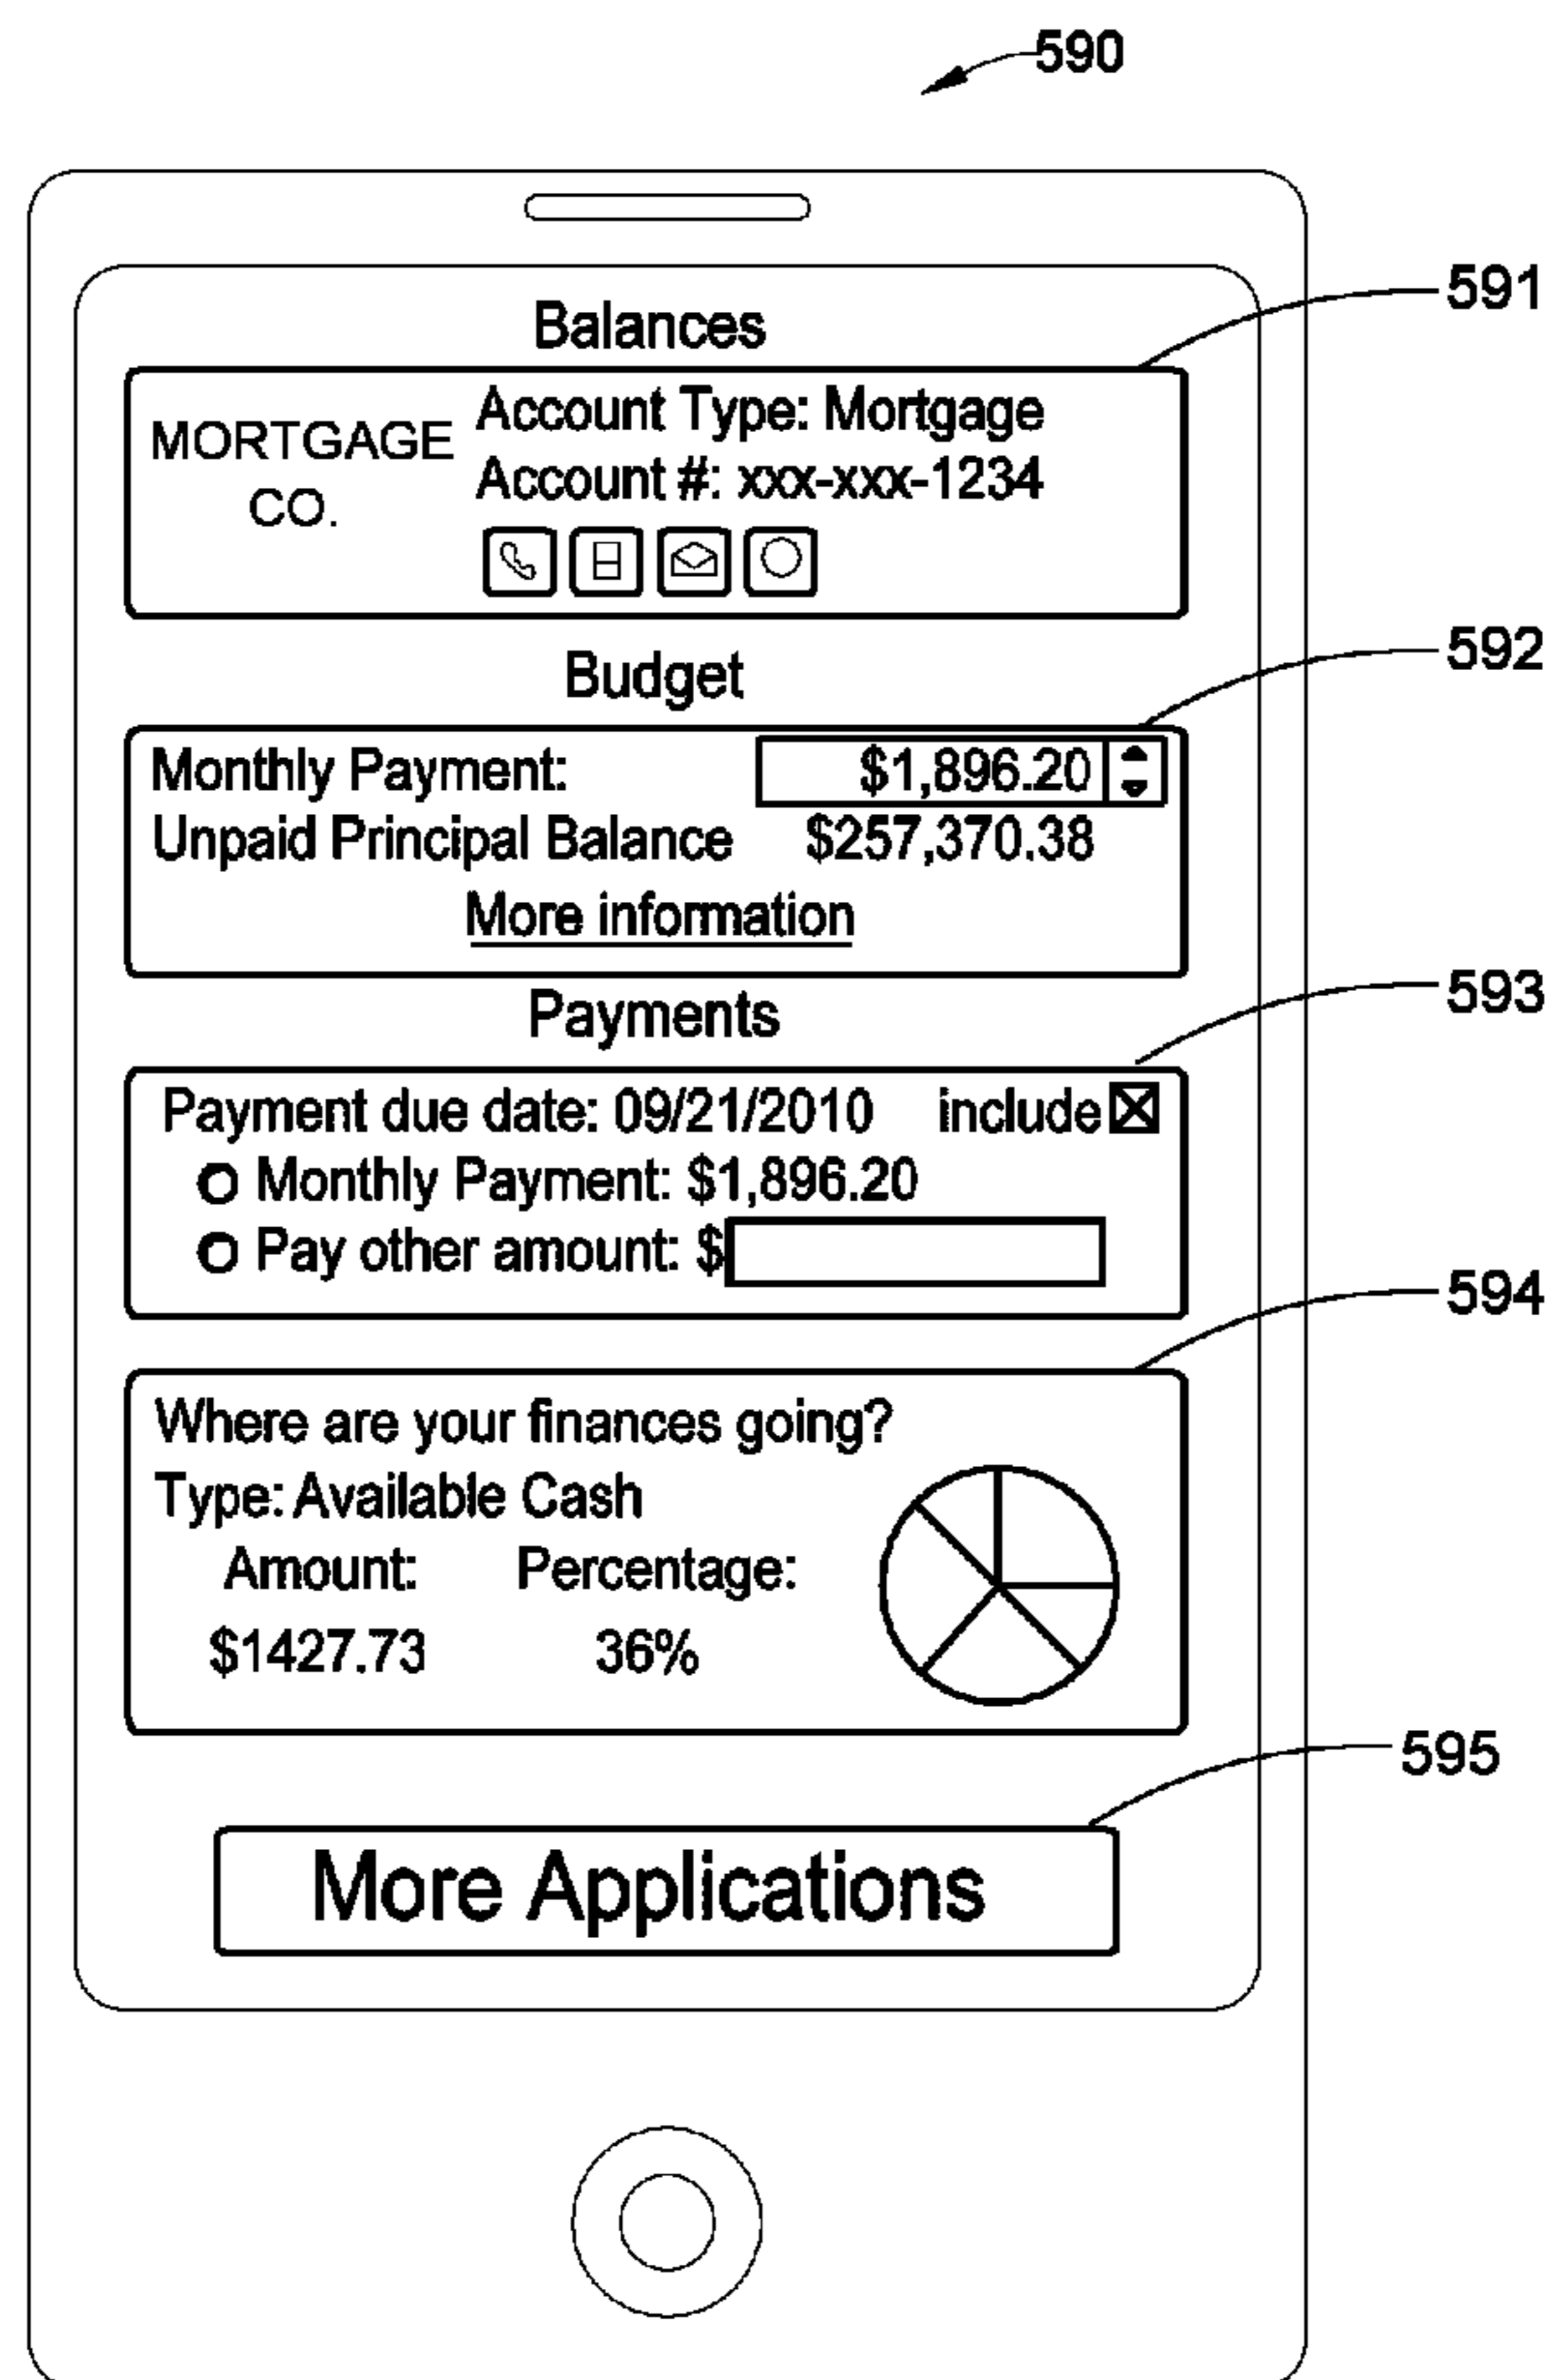 590
591
Balances
MORTGAGE CO.
Account Type: Mortgage
Account #: xxx-xxx-1234
592
Budget
Monthly Payment: $1,896.20
Unpaid Principal Balance $257,370.38
More information
593
Payments
Payment due date: 09/21/2010 include
Monthly Payment: $1,896.20
Pay other amount: $
594
Where are your finances going?
Type: Available Cash
Amount: Percentage:
$1427.73 36%
595
More Applications